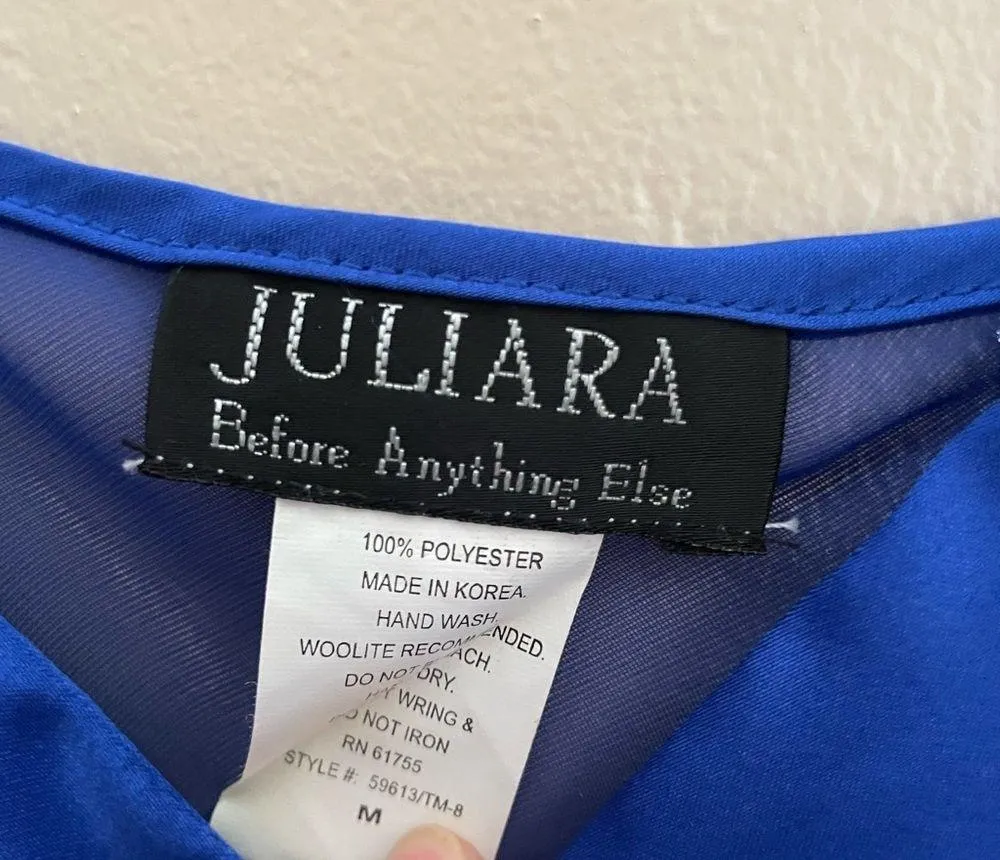 JULIARA
Before Anything Else
100% POLYESTER
MADE IN KOREA.
HAND WASH.
WOOLITE RECOMMENDED.
DO NOT
DRY.
WRING &
DO NOT IRON
RN 61755
STYLE #: 59613/TM-8
M